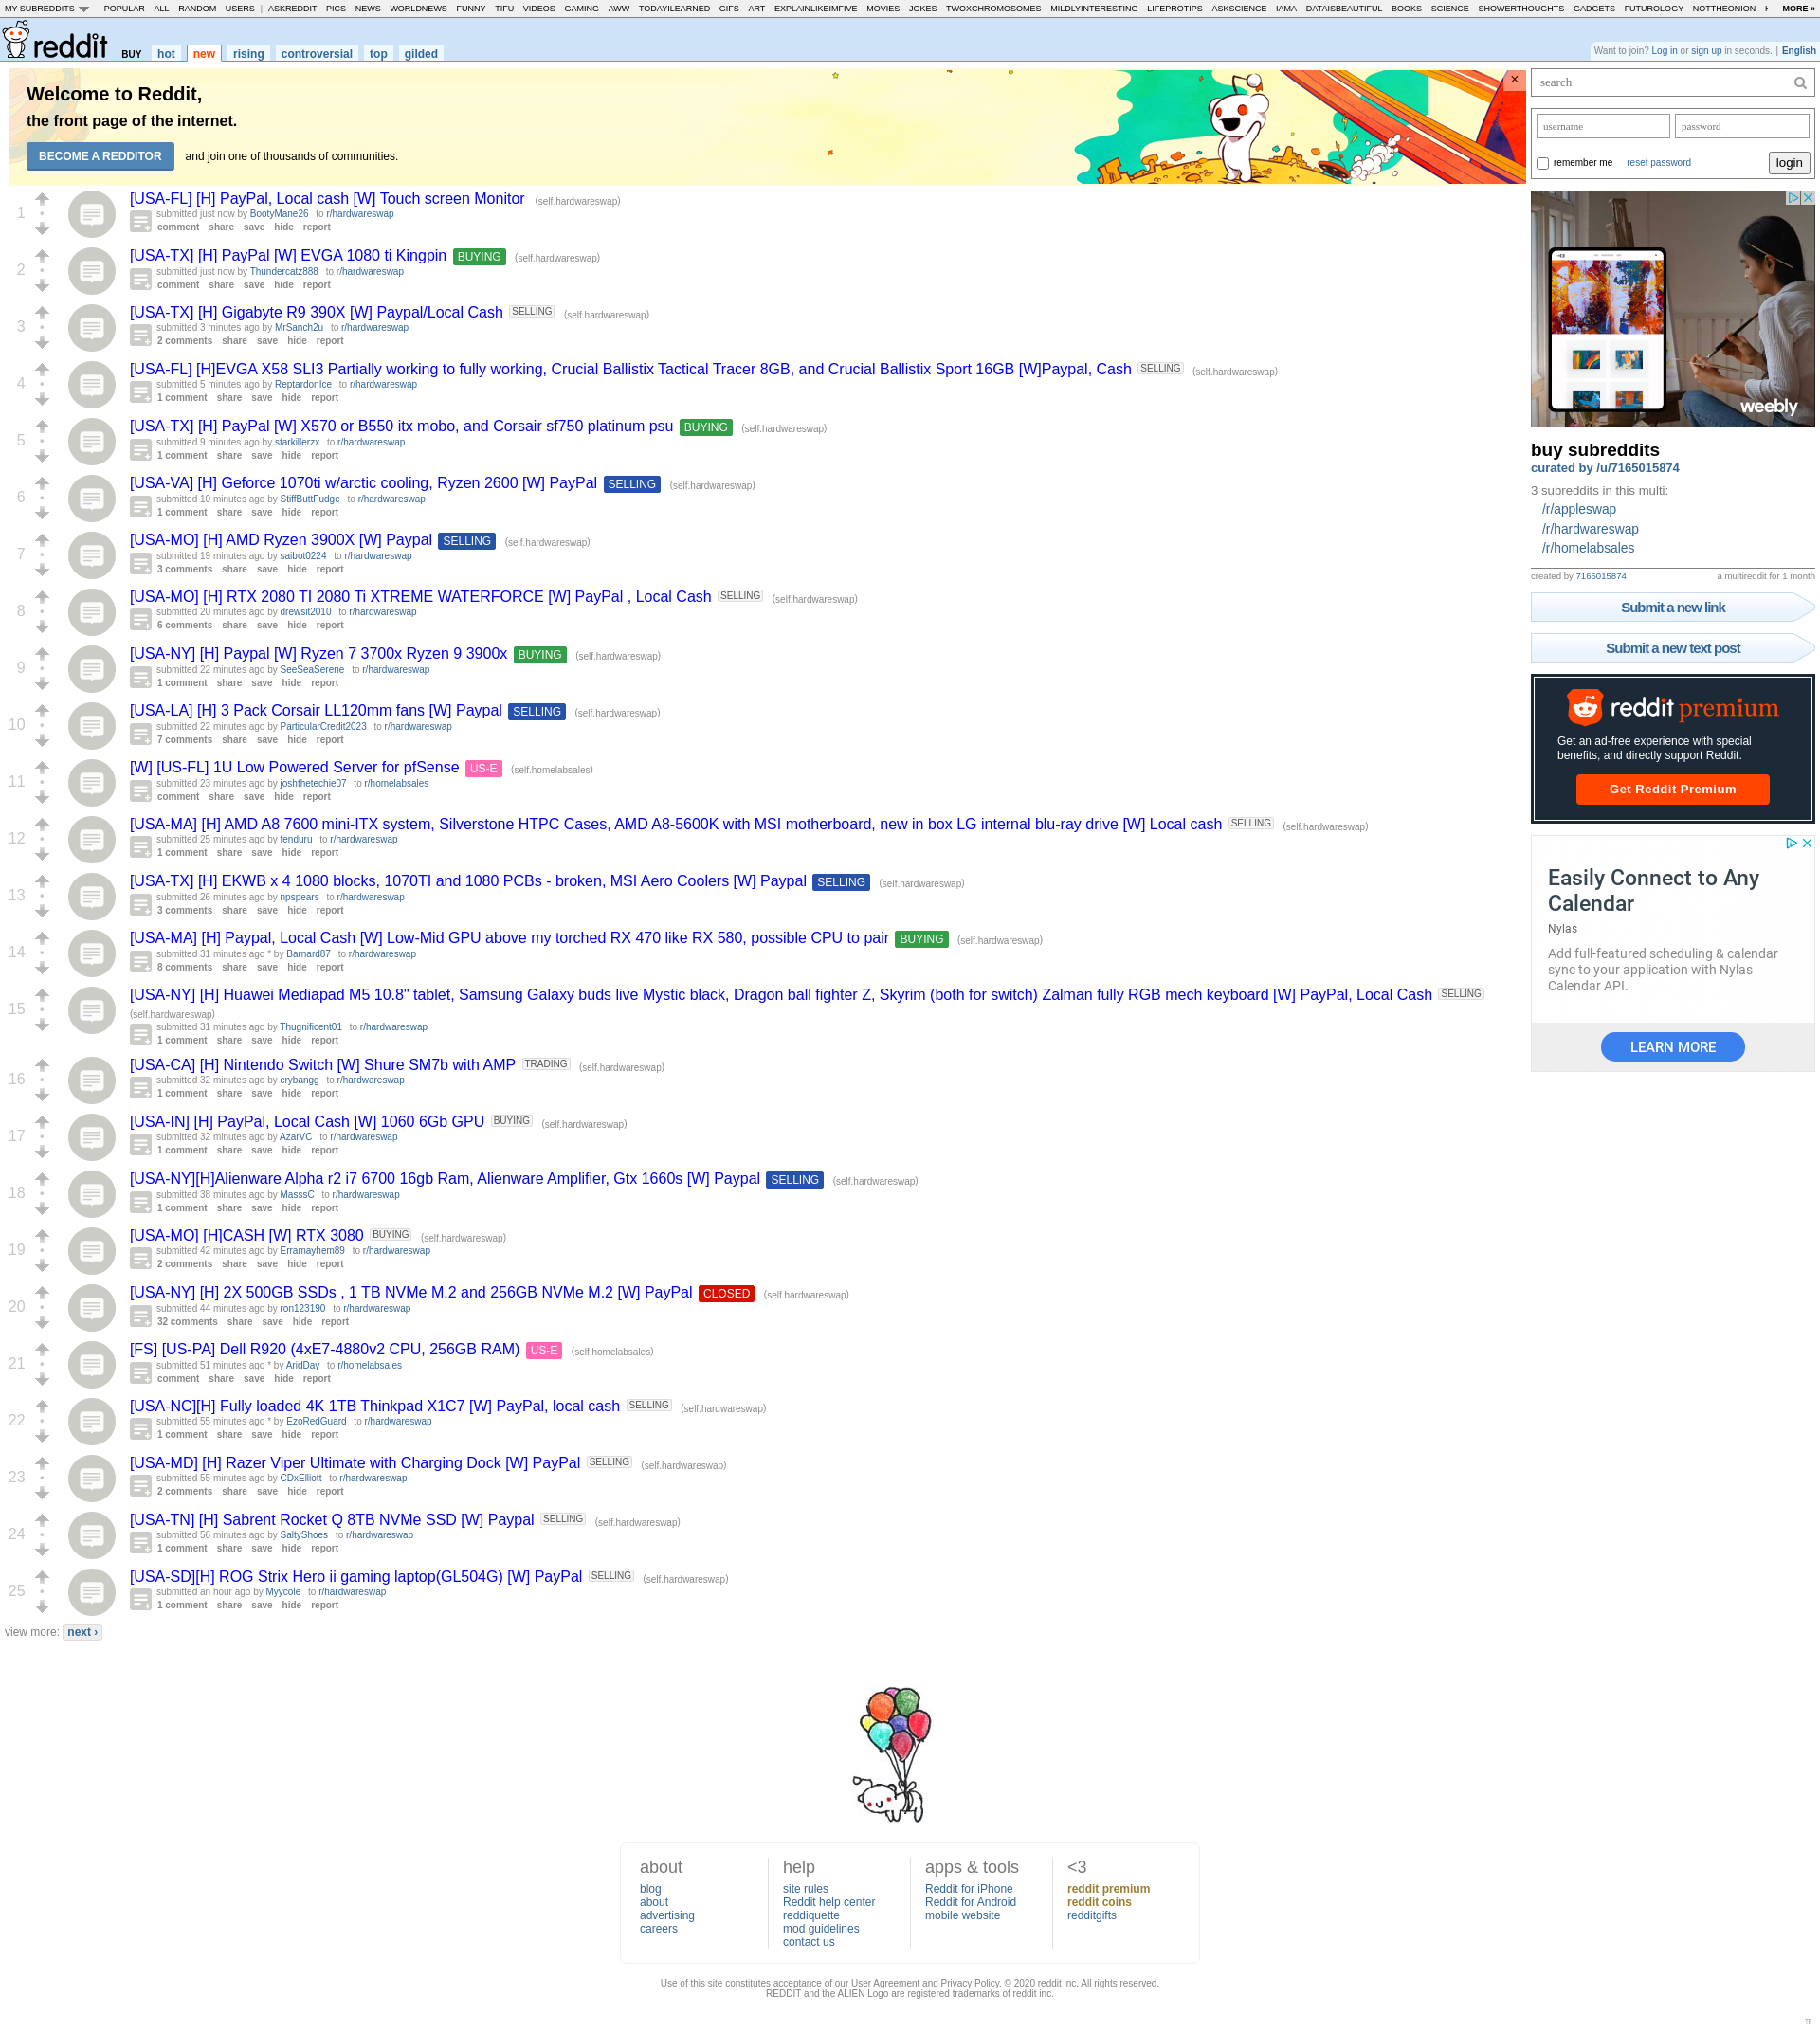 MY SUBREDDITS POPULAR - ALL - RANDOM - USERS | ASKREDDIT - PICS - NEWS - WORLDNEWS - FUNNY - TIFU - VIDEOS - GAMING - AWW - TODAYILEARNED - GIFS - ART - EXPLAINLIKEIMFIVE - MOVIES - JOKES - TWOXCHROMOSOMES - MILDLYINTERESTING - LIFEPROTIPS - ASKSCIENCE - IAMA - DATAISBEAUTIFUL - BOOKS - SCIENCE - SHOWERTHOUGHTS - GADGETS - FUTUROLOGY - NOTTHEONION - MORE »
reddit BUY hot new rising controversial top gilded
Want to join? Log in or sign up in seconds. | English
Welcome to Reddit,
the front page of the internet.
BECOME A REDDITOR and join one of thousands of communities.
×
1
[USA-FL] [H] PayPal, Local cash [W] Touch screen Monitor (self.hardwareswap)
submitted just now by BootyMane26 to r/hardwareswap
comment share save hide report
2
[USA-TX] [H] PayPal [W] EVGA 1080 ti Kingpin BUYING (self.hardwareswap)
submitted just now by Thundercatz888 to r/hardwareswap
comment share save hide report
3
[USA-TX] [H] Gigabyte R9 390X [W] Paypal/Local Cash SELLING (self.hardwareswap)
submitted 3 minutes ago by MrSanch2u to r/hardwareswap
2 comments share save hide report
4
[USA-FL] [H]EVGA X58 SLI3 Partially working to fully working, Crucial Ballistix Tactical Tracer 8GB, and Crucial Ballistix Sport 16GB [W]Paypal, Cash SELLING (self.hardwareswap)
submitted 5 minutes ago by ReptardonIce to r/hardwareswap
1 comment share save hide report
5
[USA-TX] [H] PayPal [W] X570 or B550 itx mobo, and Corsair sf750 platinum psu BUYING (self.hardwareswap)
submitted 9 minutes ago by starkillerzx to r/hardwareswap
1 comment share save hide report
6
[USA-VA] [H] Geforce 1070ti w/arctic cooling, Ryzen 2600 [W] PayPal SELLING (self.hardwareswap)
submitted 10 minutes ago by StiffButtFudge to r/hardwareswap
1 comment share save hide report
7
[USA-MO] [H] AMD Ryzen 3900X [W] Paypal SELLING (self.hardwareswap)
submitted 19 minutes ago by saibot0224 to r/hardwareswap
3 comments share save hide report
8
[USA-MO] [H] RTX 2080 TI 2080 Ti XTREME WATERFORCE [W] PayPal , Local Cash SELLING (self.hardwareswap)
submitted 20 minutes ago by drewsit2010 to r/hardwareswap
6 comments share save hide report
9
[USA-NY] [H] Paypal [W] Ryzen 7 3700x Ryzen 9 3900x BUYING (self.hardwareswap)
submitted 22 minutes ago by SeeSeaSerene to r/hardwareswap
1 comment share save hide report
10
[USA-LA] [H] 3 Pack Corsair LL120mm fans [W] Paypal SELLING (self.hardwareswap)
submitted 22 minutes ago by ParticularCredit2023 to r/hardwareswap
7 comments share save hide report
11
[W] [US-FL] 1U Low Powered Server for pfSense US-E (self.homelabsales)
submitted 23 minutes ago by joshthetechie07 to r/homelabsales
comment share save hide report
12
[USA-MA] [H] AMD A8 7600 mini-ITX system, Silverstone HTPC Cases, AMD A8-5600K with MSI motherboard, new in box LG internal blu-ray drive [W] Local cash SELLING (self.hardwareswap)
submitted 25 minutes ago by fenduru to r/hardwareswap
1 comment share save hide report
13
[USA-TX] [H] EKWB x 4 1080 blocks, 1070TI and 1080 PCBs - broken, MSI Aero Coolers [W] Paypal SELLING (self.hardwareswap)
submitted 26 minutes ago by npspears to r/hardwareswap
3 comments share save hide report
14
[USA-MA] [H] Paypal, Local Cash [W] Low-Mid GPU above my torched RX 470 like RX 580, possible CPU to pair BUYING (self.hardwareswap)
submitted 31 minutes ago * by Barnard87 to r/hardwareswap
8 comments share save hide report
15
[USA-NY] [H] Huawei Mediapad M5 10.8" tablet, Samsung Galaxy buds live Mystic black, Dragon ball fighter Z, Skyrim (both for switch) Zalman fully RGB mech keyboard [W] PayPal, Local Cash SELLING
(self.hardwareswap)
submitted 31 minutes ago by Thugnificent01 to r/hardwareswap
1 comment share save hide report
16
[USA-CA] [H] Nintendo Switch [W] Shure SM7b with AMP TRADING (self.hardwareswap)
submitted 32 minutes ago by crybangg to r/hardwareswap
1 comment share save hide report
17
[USA-IN] [H] PayPal, Local Cash [W] 1060 6Gb GPU BUYING (self.hardwareswap)
submitted 32 minutes ago by AzarVC to r/hardwareswap
1 comment share save hide report
18
[USA-NY][H]Alienware Alpha r2 i7 6700 16gb Ram, Alienware Amplifier, Gtx 1660s [W] Paypal SELLING (self.hardwareswap)
submitted 38 minutes ago by MasssC to r/hardwareswap
1 comment share save hide report
19
[USA-MO] [H]CASH [W] RTX 3080 BUYING (self.hardwareswap)
submitted 42 minutes ago by Erramayhem89 to r/hardwareswap
2 comments share save hide report
20
[USA-NY] [H] 2X 500GB SSDs , 1 TB NVMe M.2 and 256GB NVMe M.2 [W] PayPal CLOSED (self.hardwareswap)
submitted 44 minutes ago by ron123190 to r/hardwareswap
32 comments share save hide report
21
[FS] [US-PA] Dell R920 (4xE7-4880v2 CPU, 256GB RAM) US-E (self.homelabsales)
submitted 51 minutes ago * by AridDay to r/homelabsales
comment share save hide report
22
[USA-NC][H] Fully loaded 4K 1TB Thinkpad X1C7 [W] PayPal, local cash SELLING (self.hardwareswap)
submitted 55 minutes ago * by EzoRedGuard to r/hardwareswap
1 comment share save hide report
23
[USA-MD] [H] Razer Viper Ultimate with Charging Dock [W] PayPal SELLING (self.hardwareswap)
submitted 55 minutes ago by CDxElliott to r/hardwareswap
2 comments share save hide report
24
[USA-TN] [H] Sabrent Rocket Q 8TB NVMe SSD [W] Paypal SELLING (self.hardwareswap)
submitted 56 minutes ago by SaltyShoes to r/hardwareswap
1 comment share save hide report
25
[USA-SD][H] ROG Strix Hero ii gaming laptop(GL504G) [W] PayPal SELLING (self.hardwareswap)
submitted an hour ago by Myycole to r/hardwareswap
1 comment share save hide report
view more: next ›
search
username password
remember me reset password login
weebly
buy subreddits
curated by /u/7165015874
3 subreddits in this multi:
/r/appleswap
/r/hardwareswap
/r/homelabsales
created by 7165015874 a multireddit for 1 month
Submit a new link
Submit a new text post
reddit premium
Get an ad-free experience with special
benefits, and directly support Reddit.
Get Reddit Premium
Easily Connect to Any
Calendar
Nylas
Add full-featured scheduling & calendar
sync to your application with Nylas
Calendar API.
LEARN MORE
about
blog
about
advertising
careers
help
site rules
Reddit help center
reddiquette
mod guidelines
contact us
apps & tools
Reddit for iPhone
Reddit for Android
mobile website
<3
reddit premium
reddit coins
redditgifts
Use of this site constitutes acceptance of our User Agreement and Privacy Policy. © 2020 reddit inc. All rights reserved.
REDDIT and the ALIEN Logo are registered trademarks of reddit inc.
π